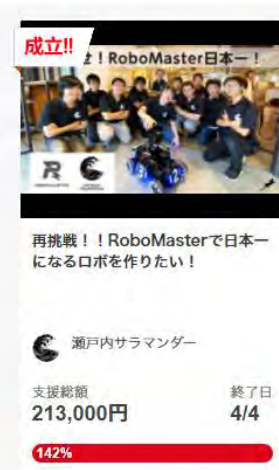 成立!!
せ！RoboMaster日本一！
再挑戦！！RoboMasterで日本一
になるロボを作りたい！
瀬戸内サラマンダー
支援総額
終了日
213,000円
4/4
142%